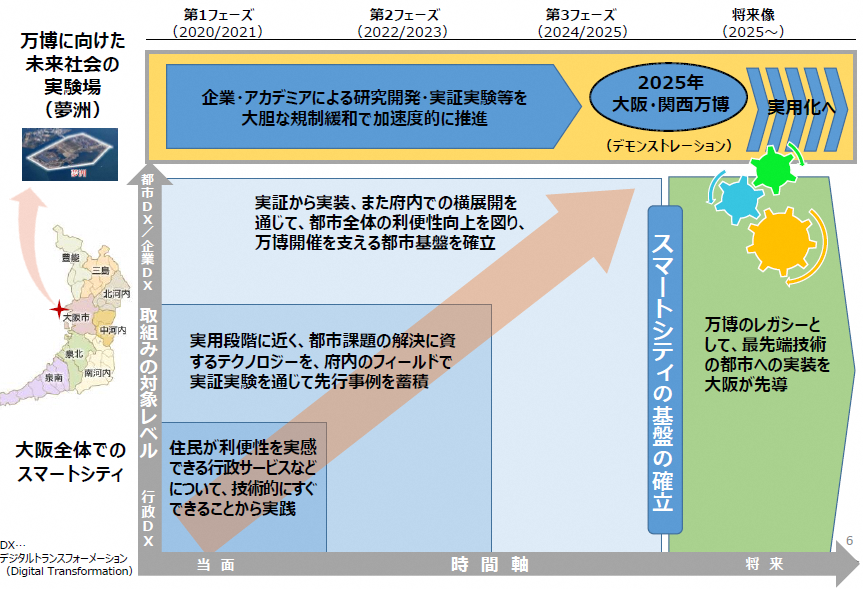 第1フェーズ
（2020/2021）
第2フェーズ
（2022/2023）
第3フェーズ
（2024/2025）
将来像
（2025～）
万博に向けた
未来社会の
実験場
（夢洲）
夢洲
企業・アカデミアによる研究開発・実証実験等を
大胆な規制緩和で加速度的に推進
2025年
大阪・関西万博
（デモンストレーション）
実用化へ
都市DX／企業DX
取組みの対象レベル
行政DX
実証から実装、また府内での横展開を
通じて、都市全体の利便性向上を図り、
万博開催を支える都市基盤を確立
実用段階に近く、都市課題の解決に資
するテクノロジーを、府内のフィールドで
実証実験を通じて先行事例を蓄積
住民が利便性を実感
できる行政サービスなど
について、技術的にすぐ
できることから実践
スマートシティの基盤の確立
万博のレガシーと
して、最先端技術
の都市への実装を
大阪が先導
豊能
三島
北河内
大阪市
中河内
泉北
南河内
泉南
大阪全体での
スマートシティ
DX…
デジタルトランスフォーメーション
（Digital Transformation）
当面
時間軸
将来
6